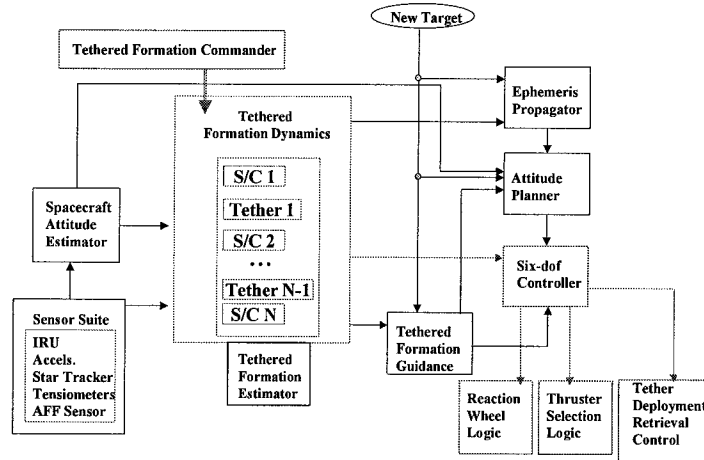 New Target
Tethered Formation Commander
Ephemeris
Propagator
Tethered
Formation Dynamics
S/C 1
Tether 1
S/C 2
...
Tether N-1
S/C N
Attitude
Planner
Spacecraft
Attitude
Estimator
Six-dof
Controller
Sensor Suite
IRU
Accels.
Star Tracker
Tensiometers
AFF Sensor
Tethered
Formation
Estimator
Tethered
Formation
Guidance
Reaction
Wheel
Logic
Thruster
Selection
Logic
Tether
Deployment
Retrieval
Control